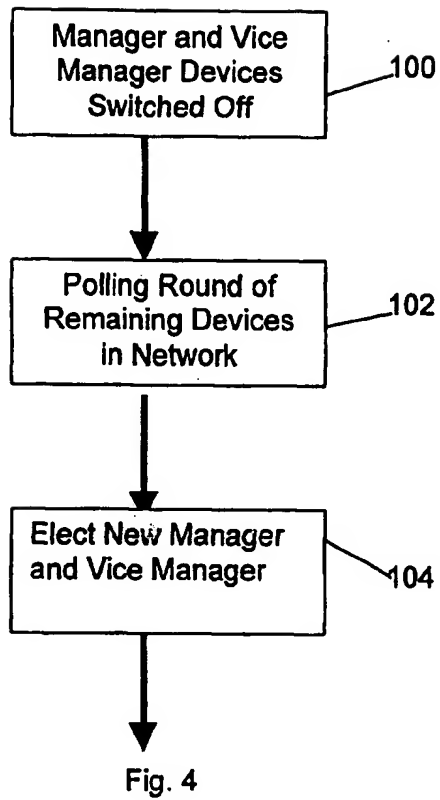 Manager and Vice
Manager Devices
Switched Off
100
Polling Round of
Remaining Devices
in Network
102
Elect New Manager
and Vice Manager
104
Fig. 4